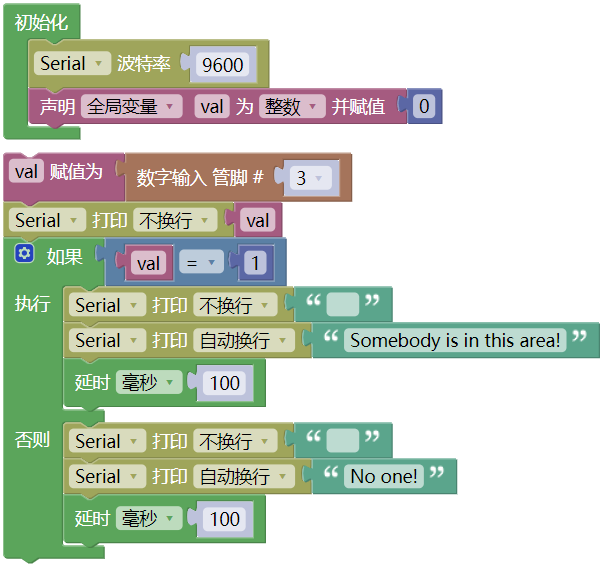 初始化
Serial 波特率 9600
声明 全局变量 val 为 整数 并赋值 0
val 赋值为 数字输入 管脚 # 3
Serial 打印 不换行 val
如果 val = 1
执行 Serial 打印 不换行 “ ”
Serial 打印 自动换行 “ Somebody is in this area! ”
延时 毫秒 100
否则 Serial 打印 不换行 “ ”
Serial 打印 自动换行 “ No one! ”
延时 毫秒 100